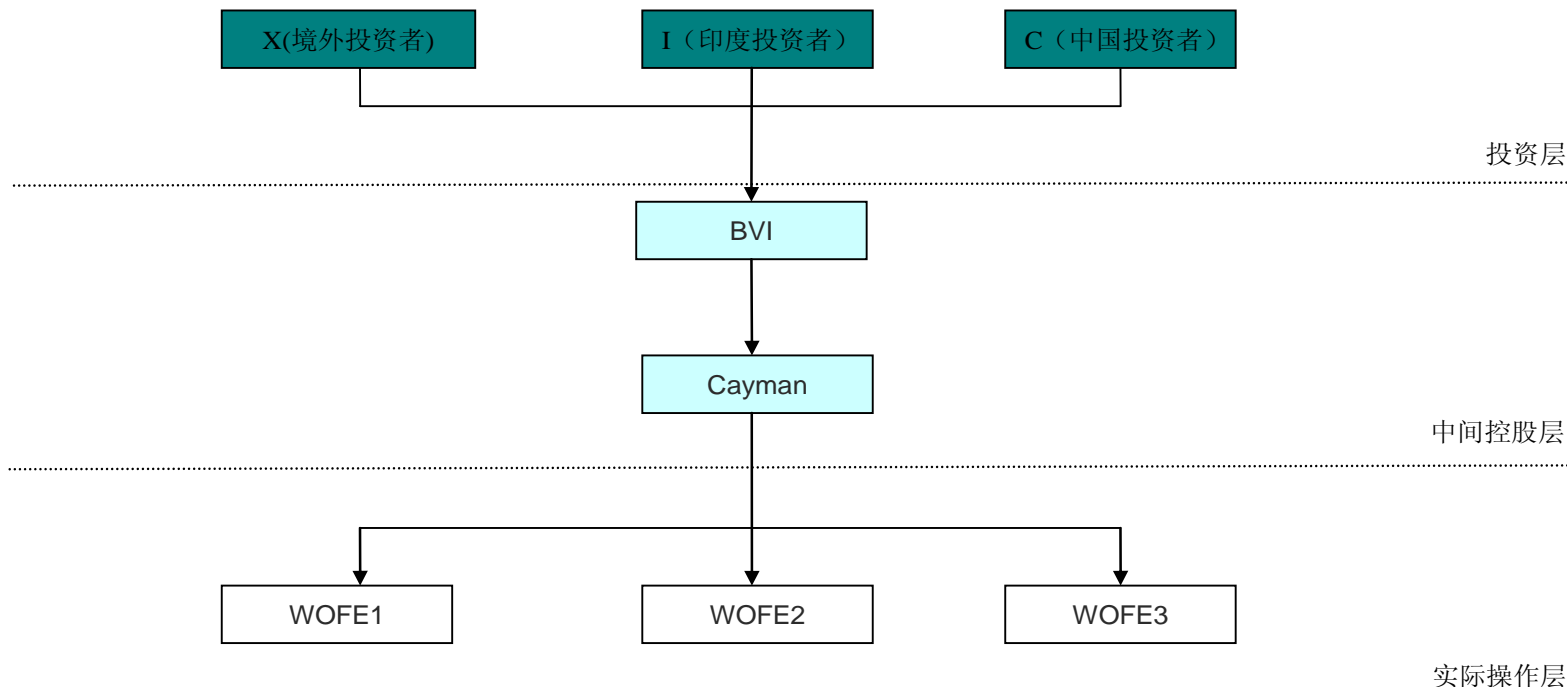 X(境外投资者)
I（印度投资者）
C（中国投资者）
投资层
BVI
Cayman
中间控股层
WOFE1
WOFE2
WOFE3
实际操作层